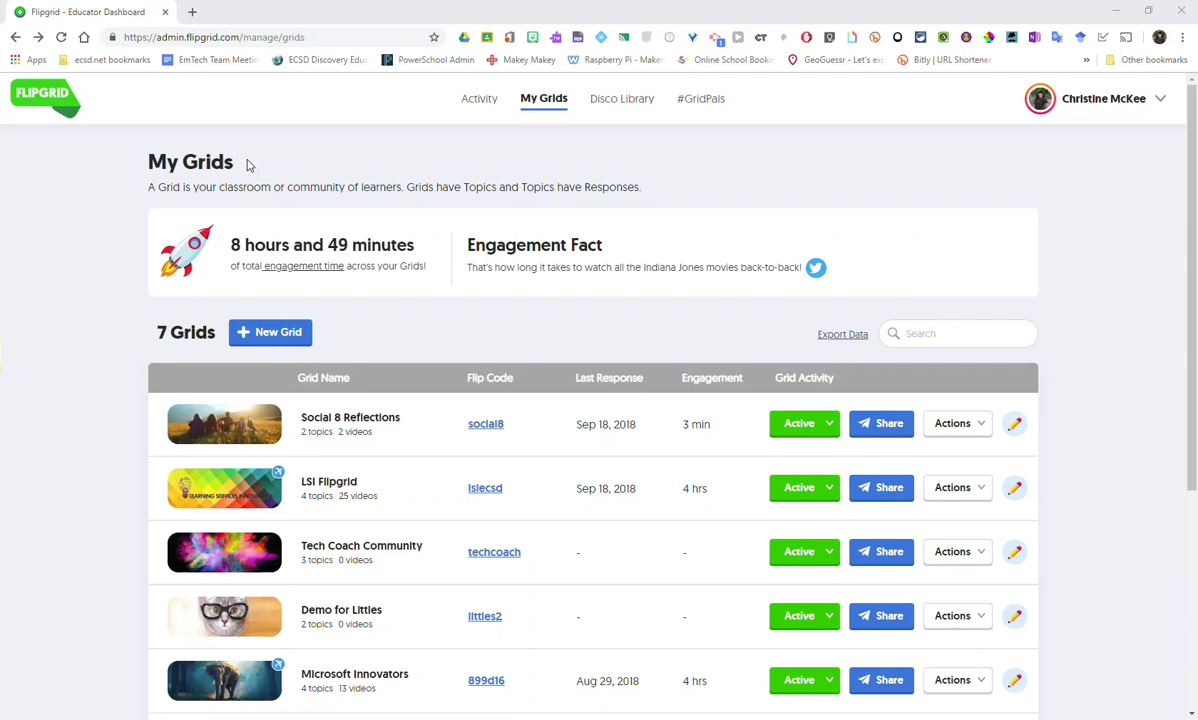 Flipgrid - Educator Dashboard
https://admin.flipgrid.com/manage/grids
Apps ecsd.net bookmarks EmTech Team Meetin ECSD Discovery Educ PowerSchool Admin Makey Makey Raspberry Pi - Maker Online School Bookin GeoGuessr - Let's exp Bitly | URL Shortener » Other bookmarks
FLIPGRID
Activity My Grids Disco Library #GridPals Christine McKee
My Grids
A Grid is your classroom or community of learners. Grids have Topics and Topics have Responses.
8 hours and 49 minutes
of total engagement time across your Grids!
Engagement Fact
That's how long it takes to watch all the Indiana Jones movies back-to-back!
7 Grids + New Grid Export Data Search
Grid Name Flip Code Last Response Engagement Grid Activity
Social 8 Reflections
2 topics 2 videos
social8 Sep 18, 2018 3 min Active Share Actions
LEARNING SERVICES INNOVATION
LSI Flipgrid
4 topics 25 videos
lslecsd Sep 18, 2018 4 hrs Active Share Actions
Tech Coach Community
3 topics 0 videos
techcoach - - Active Share Actions
Demo for Littles
2 topics 0 videos
littles2 - - Active Share Actions
Microsoft Innovators
4 topics 13 videos
899d16 Aug 29, 2018 4 hrs Active Share Actions